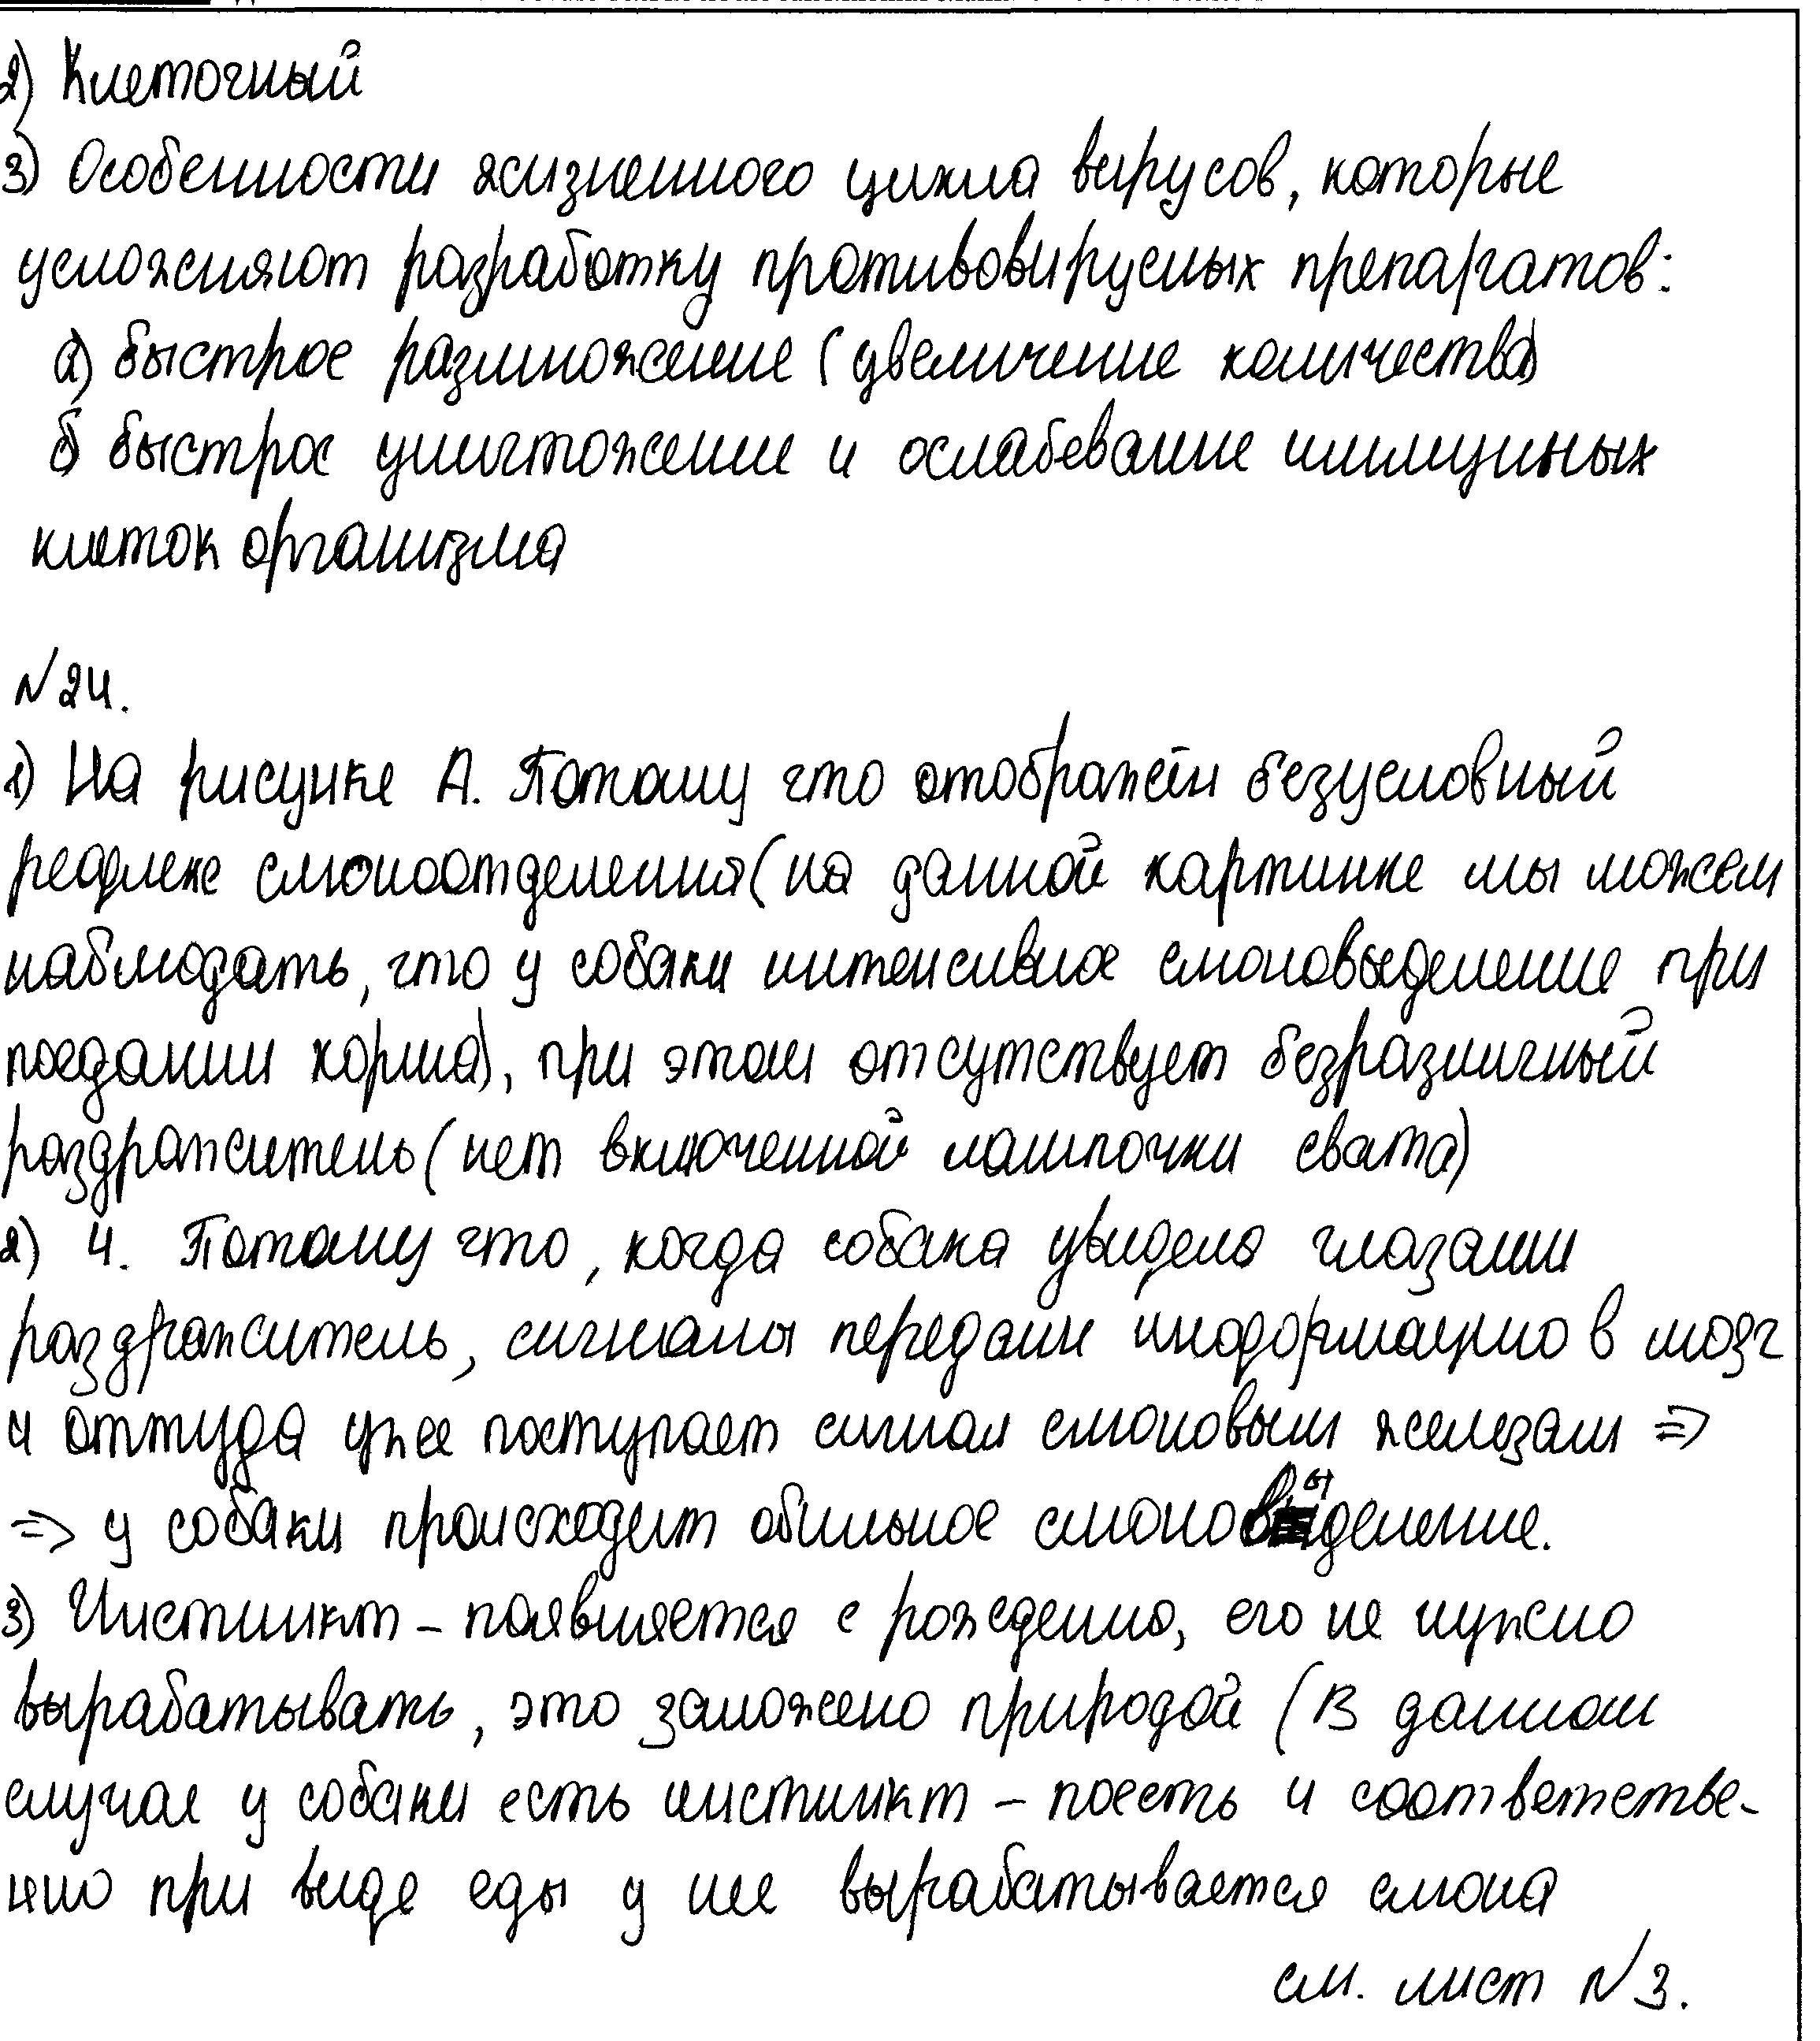 2) Клеточный
3) Особенности жизненного цикла вирусов, которые
усложняют разработку противовирусных препаратов:
а) быстрое размножение (увеличение количества)
б) быстрое уничтожение и ослабевание иммунных
клеток организма
№24.
1) На рисунке А. Потому что отображён безусловный
рефлекс слюноотделения (на данной картинке мы можем
наблюдать, что у собаки интенсивное слюновыделение при
поедании корма), при этом отсутствует безразличный
раздражитель (нет включенной лампочки света)
2) 4. Потому что, когда собака увидела глазами
раздражитель, сигналы передали информацию в мозг
и оттуда уже поступает сигнал слюновым железам =>
=> у собаки происходит обильное слюновыделение.
3) Инстинкт – появляется с рождению, его не нужно
вырабатывать, это заложено природой (В данном
случае у собаки есть инстинкт – поесть и соответстве-
нно при виде еды у нее вырабатывается слюна
см. лист №3.